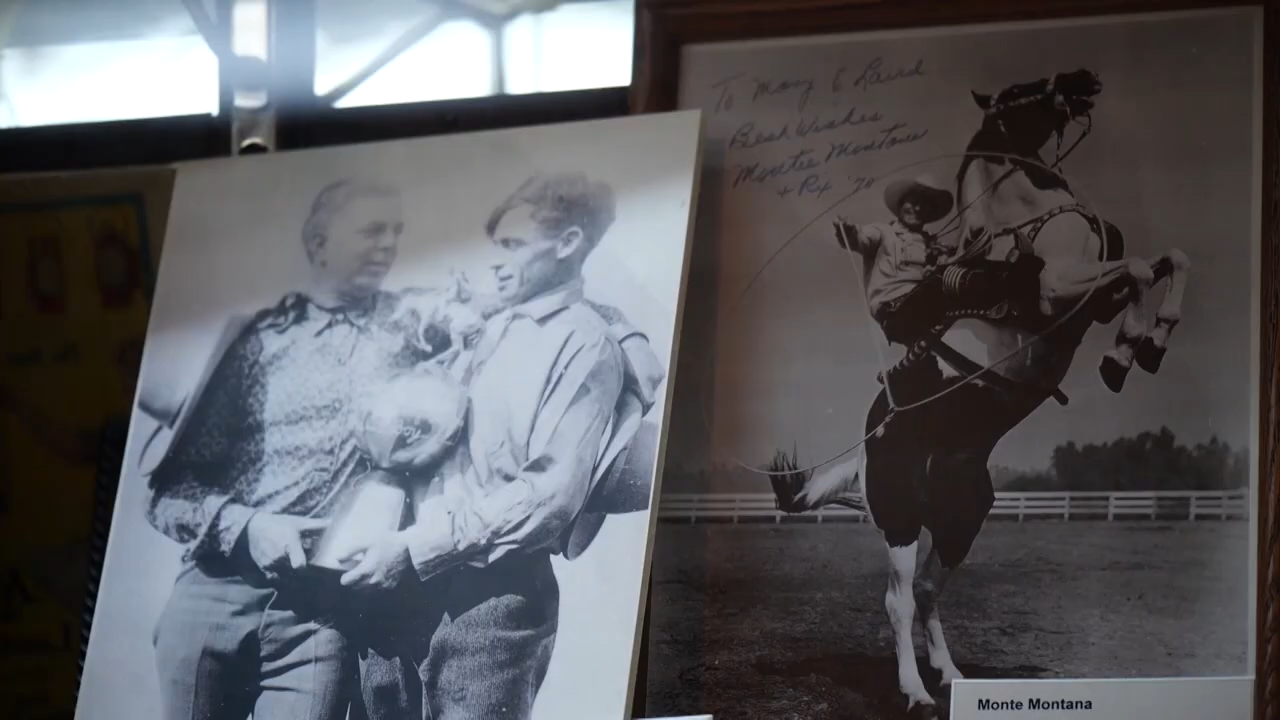 To Mary & Laird
Best Wishes
Montie Montana
+ Rex '70
Monte Montana